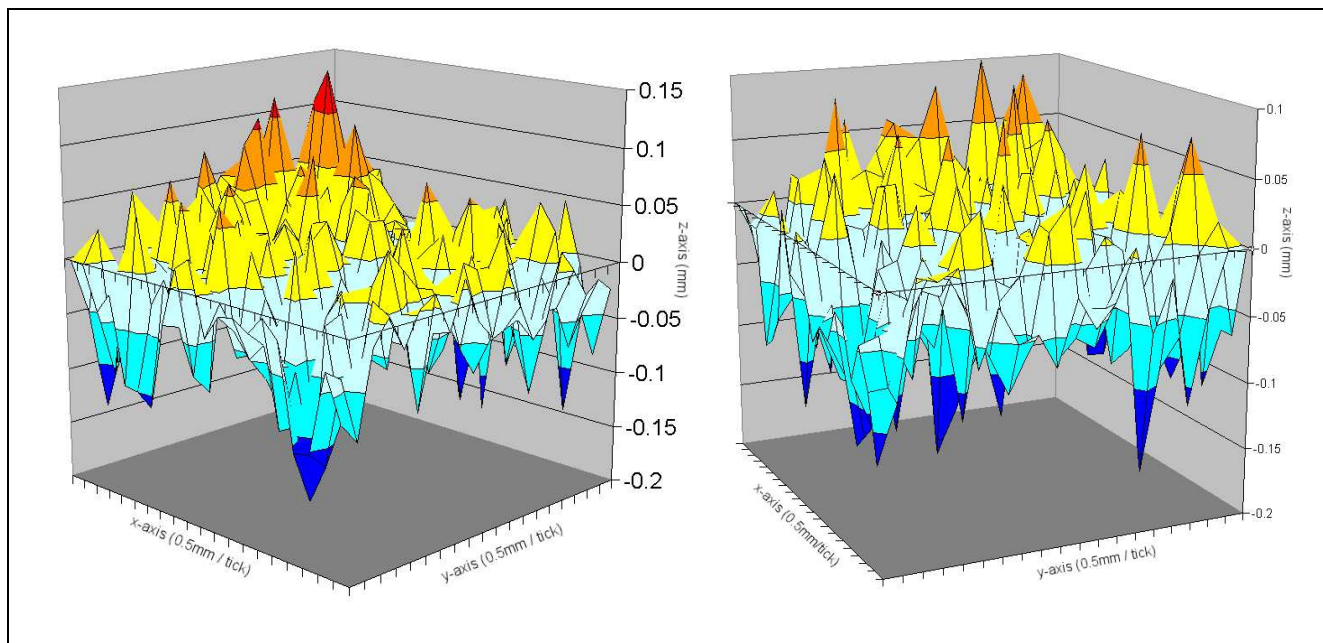 0.15
0.1
0.05
0
-0.05
-0.1
-0.15
-0.2
z-axis (mm)
x-axis (0.5mm / tick)
y-axis (0.5mm / tick)
0.1
0.05
0
-0.05
-0.1
-0.15
-0.2
z-axis (mm)
x-axis (0.5mm/tick)
y-axis (0.5mm / tick)